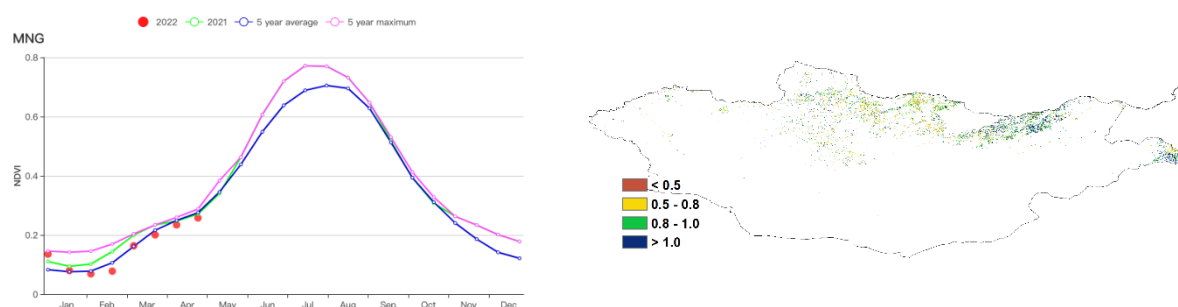 2022 2021 5 year average 5 year maximum
MNG
0.8
0.6
0.4
0.2
0
NDVI
Jan Feb Mar Apr May Jun Jul Aug Sep Oct Nov Dec
< 0.5
0.5 - 0.8
0.8 - 1.0
> 1.0